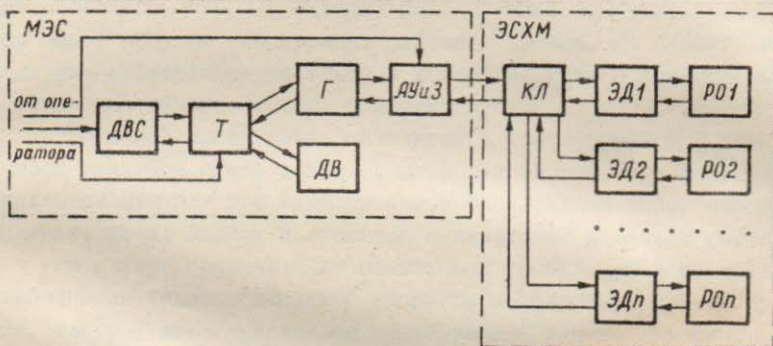 МЭС
ЭСХМ
от опе-
ратора
ДВС
Т
Г
АУиЗ
ДВ
КЛ
ЭД1
РО1
ЭД2
РО2
ЭДn
РОn